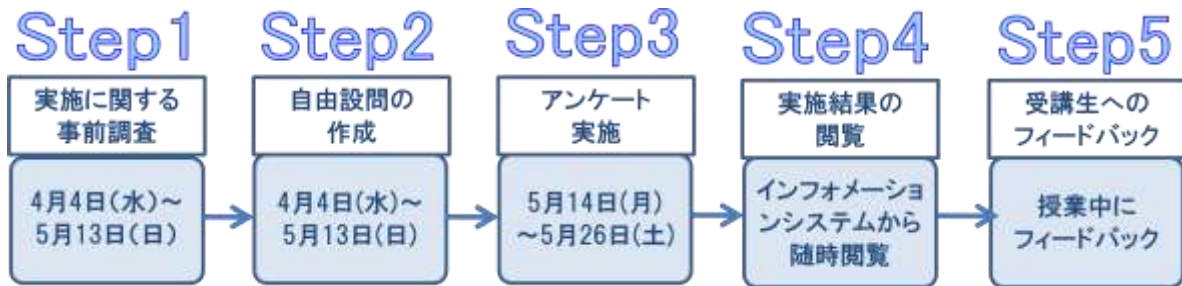 Step1
実施に関する
事前調査
4月4日(水)~
5月13日(日)
Step2
自由設問の
作成
4月4日(水)~
5月13日(日)
Step3
アンケート
実施
5月14日(月)
~5月26日(土)
Step4
実施結果の
閲覧
インフォメーショ
ンシステムから
随時閲覧
Step5
受講生への
フィードバック
授業中に
フィードバック